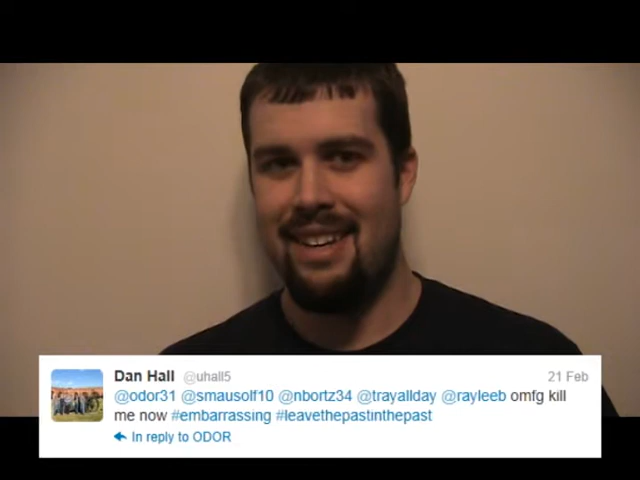 Dan Hall @uhall5 21 Feb
@odor31 @smausolf10 @nbortz34 @trayallday @rayleeb omfg kill
me now #embarrassing #leavethepastinthepast
In reply to ODOR